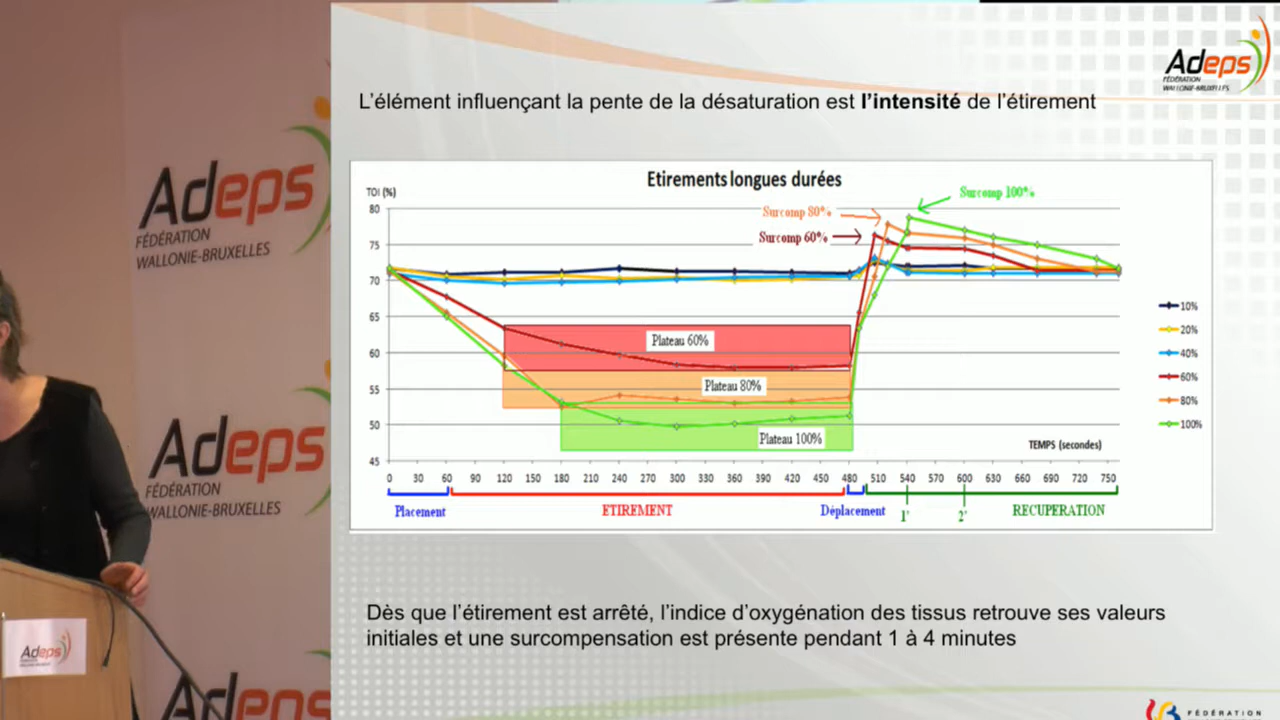 L’élément influençant la pente de la désaturation est l’intensité de l’étirement
Adeps
FÉDÉRATION
WALLONIE-BRUXELLES
Etirements longues durées
TOI (%)
Surcomp 100%
Surcomp 80%
Surcomp 60%
80
75
70
65
60
55
50
45
Plateau 60%
Plateau 80%
Plateau 100%
10%
20%
40%
60%
80%
100%
TEMPS (secondes)
0 30 60 90 120 150 180 210 240 270 300 330 360 390 420 450 480 510 540 570 600 630 660 690 720 750
Placement
ETIREMENT
Déplacement
1'
2'
RECUPERATION
Dès que l’étirement est arrêté, l’indice d’oxygénation des tissus retrouve ses valeurs
initiales et une surcompensation est présente pendant 1 à 4 minutes
FÉDÉRATION
Adeps
FÉDÉRATION
WALLONIE-BRUXELLES
Adeps
FÉDÉRATION
WALLONIE-BRUXELLES
Adeps
Adeps